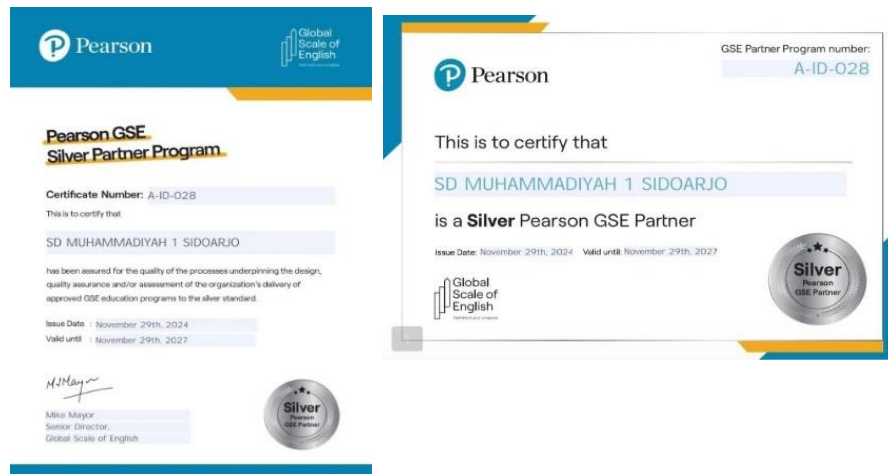 Pearson
Global
Scale of
English
Pearson GSE
Silver Partner Program
Certificate Number: A-ID-028
This is to certify that
SD MUHAMMADIYAH 1 SIDOARJO
has been assured for the quality of the processes underpinning the design,
quality assurance and/or assessment of the organization's delivery of
approved GSE education programs to the silver standard.
Issue Date : November 29th, 2024
Valid until : November 29th, 2027
Mike Mayor
Senior Director,
Global Scale of English
Silver
Pearson
GSE Partner
GSE Partner Program number:
A-ID-028
Pearson
This is to certify that
SD MUHAMMADIYAH 1 SIDOARJO
is a Silver Pearson GSE Partner
Issue Date: November 29th, 2024 Valid until: November 29th, 2027
Global
Scale of
English
Silver
Pearson
GSE Partner